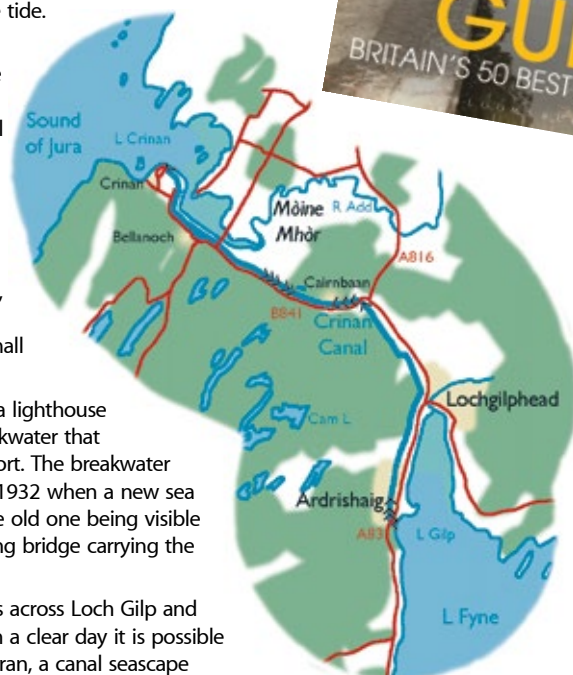 tide.
GU
BRITAIN'S 50 BEST
Sound
of Jura
L Crinan
Crinan
Mòine
Mhòr
R Add
Bellanoch
A816
Cairnbaan
B841
Crinan
Canal
Lochgilphead
Cam L
Ardrishaig
A83
L Gilp
L Fyne
a lighthouse
kwater that
ort. The breakwater
1932 when a new sea
e old one being visible
ng bridge carrying the
s across Loch Gilp and
n a clear day it is possible
ran, a canal seascape